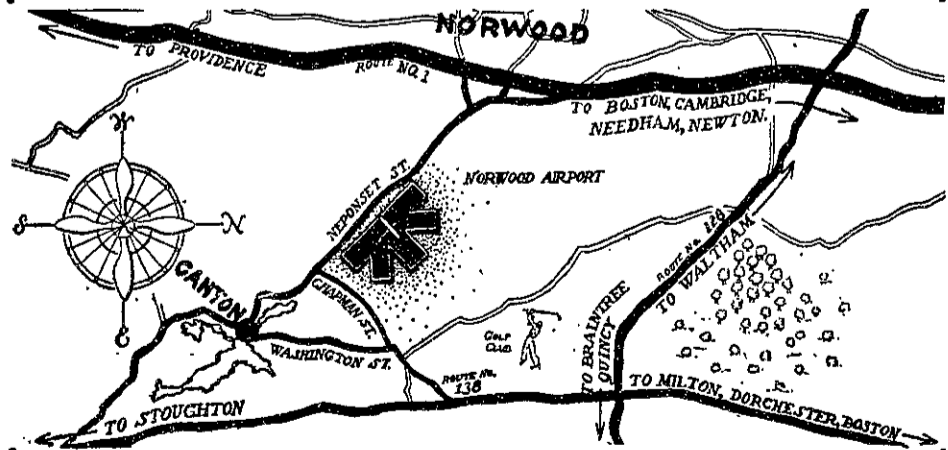 NORWOOD
TO PROVIDENCE
ROUTE NO. 1
TO BOSTON, CAMBRIDGE,
NEEDHAM, NEWTON.
W
S
N
E
NEPONSET ST.
NORWOOD AIRPORT
CANTON
CHAPMAN ST.
WASHINGTON ST.
GOLF
CLUB.
ROUTE No. 128
TO WALTHAM
TO BRAINTREE
QUINCY
ROUTE No.
138
TO STOUGHTON
TO MILTON, DORCHESTER, BOSTON